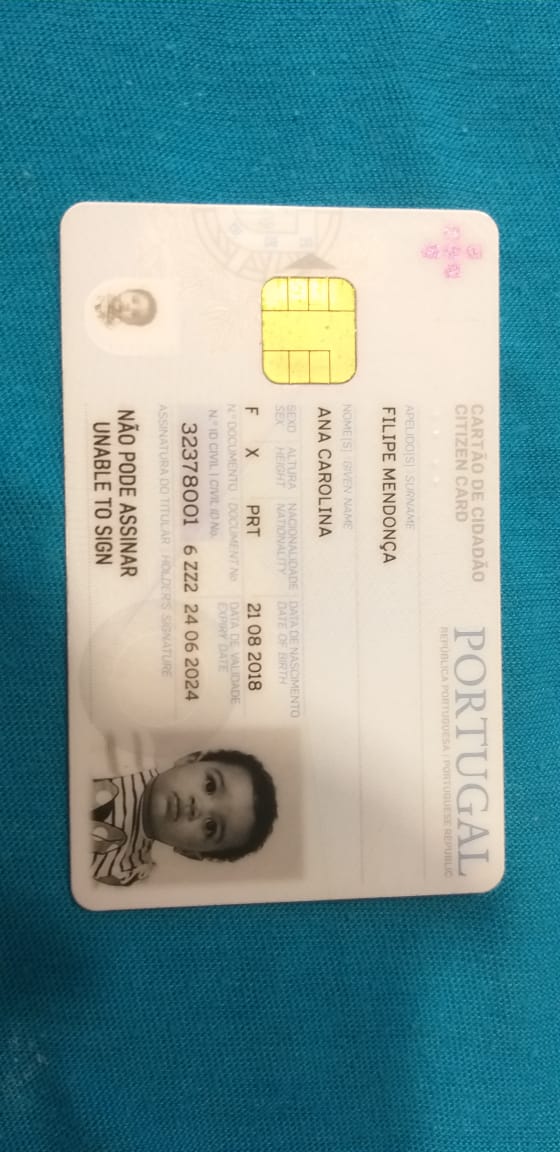 CARTÃO DE CIDADÃO
CITIZEN CARD
PORTUGAL
REPÚBLICA PORTUGUESA | PORTUGUESE REPUBLIC
APELIDO[S] SURNAME
FILIPE MENDONÇA
NOME[S] GIVEN NAME
ANA CAROLINA
SEXO ALTURA NACIONALIDADE DATA DE NASCIMENTO
SEX HEIGHT NATIONALITY DATE OF BIRTH
F X PRT 21 08 2018
N.º DOCUMENTO DOCUMENT No. DATA DE VALIDADE
N.º ID CIVIL | CIVIL ID No. EXPIRY DATE
32378001 6 ZZ2 24 06 2024
ASSINATURA DO TITULAR HOLDER'S SIGNATURE
NÃO PODE ASSINAR
UNABLE TO SIGN